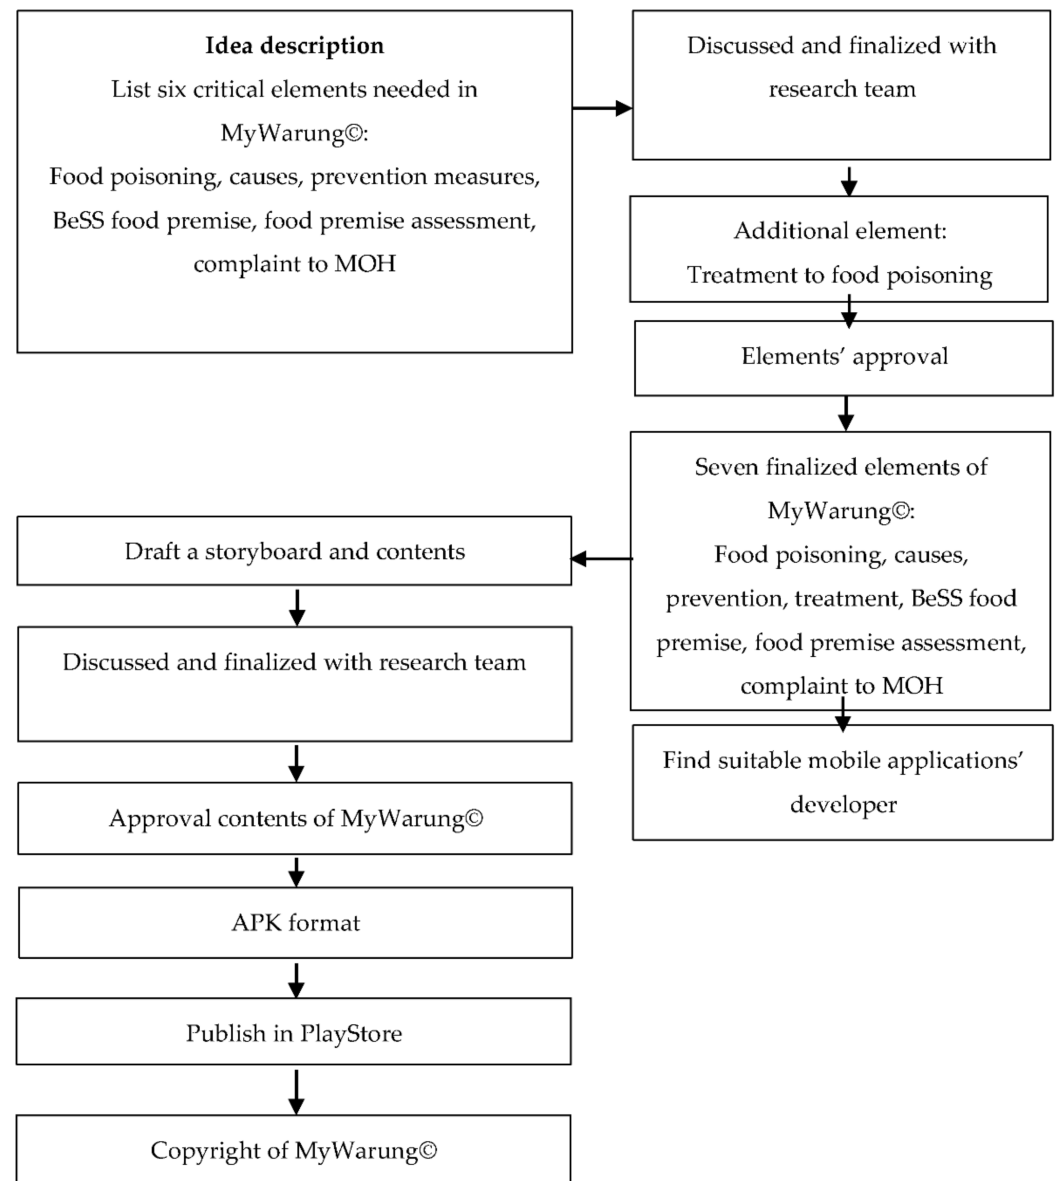 Idea description
List six critical elements needed in
MyWarung©:
Food poisoning, causes, prevention measures,
BeSS food premise, food premise assessment,
complaint to MOH
Discussed and finalized with
research team
Additional element:
Treatment to food poisoning
Elements’ approval
Seven finalized elements of
MyWarung©:
Food poisoning, causes,
prevention, treatment, BeSS food
premise, food premise assessment,
complaint to MOH
Find suitable mobile applications’
developer
Draft a storyboard and contents
Discussed and finalized with research team
Approval contents of MyWarung©
APK format
Publish in PlayStore
Copyright of MyWarung©